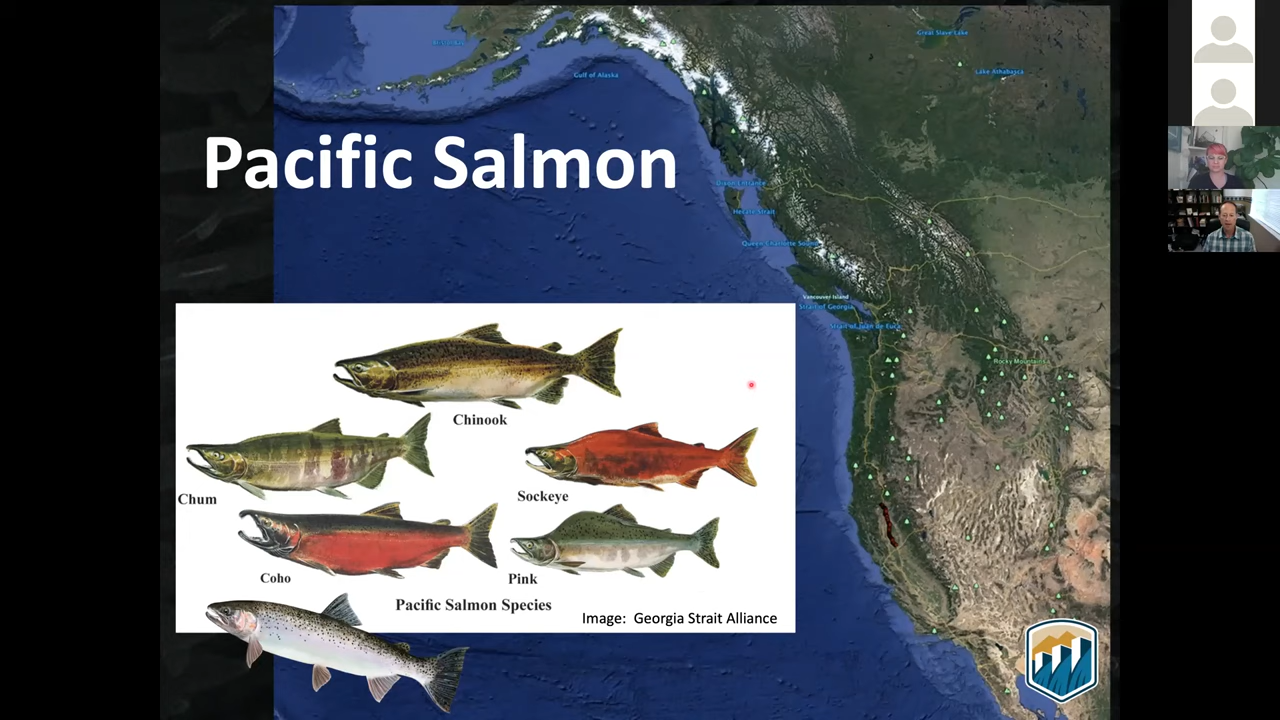 Great Slave Lake
Lake Athabasca
Gulf of Alaska
Pacific Salmon
Dixon Entrance
Hecate Strait
Queen Charlotte Sound
Vancouver Island
Strait of Georgia
Strait of Juan de Fuca
Rocky Mountains
Chinook
Chum
Sockeye
Coho
Pink
Pacific Salmon Species
Image: Georgia Strait Alliance